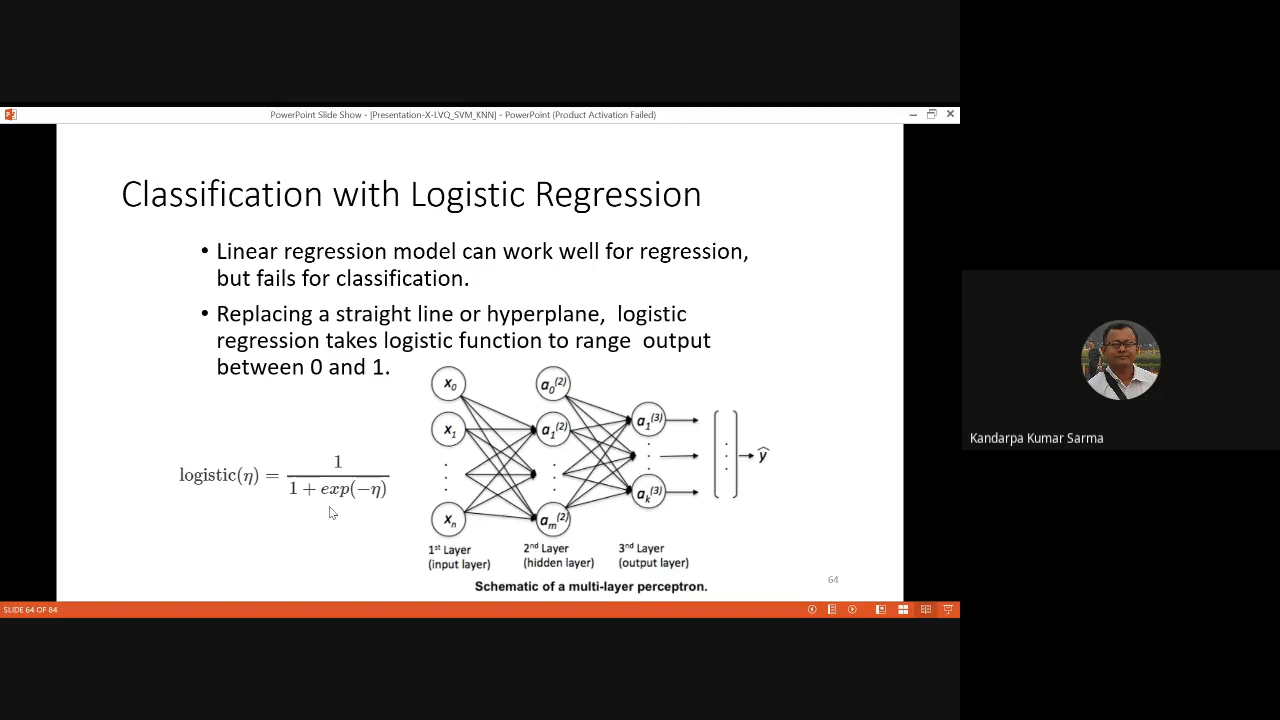 PowerPoint Slide Show - [Presentation-X-LVQ_SVM_KNN] - PowerPoint (Product Activation Failed)
Classification with Logistic Regression
• Linear regression model can work well for regression,
but fails for classification.
• Replacing a straight line or hyperplane, logistic
regression takes logistic function to range output
between 0 and 1.
logistic(η) = 1 / (1 + exp(−η))
x₀ a₀⁽²⁾
x₁ a₁⁽²⁾ a₁⁽³⁾
ŷ
xₙ aₘ⁽²⁾ aₖ⁽³⁾
1st Layer 2nd Layer 3nd Layer
(input layer) (hidden layer) (output layer)
Schematic of a multi-layer perceptron.
64
SLIDE 64 OF 84
Kandarpa Kumar Sarma